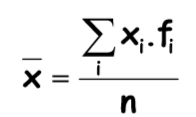 x̄ = (∑ᵢ xᵢ.fᵢ) / n